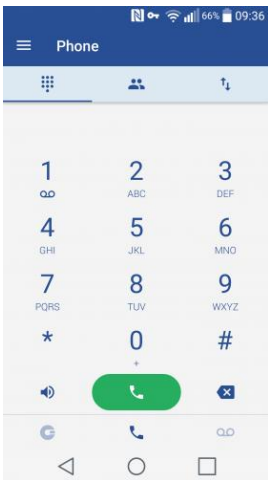 66% 09:36
Phone
1 2 3
ABC DEF
4 5 6
GHI JKL MNO
7 8 9
PQRS TUV WXYZ
* 0 #
+